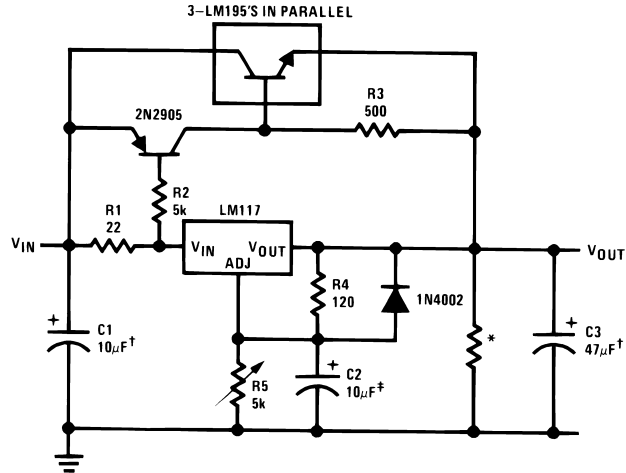 3–LM195'S IN PARALLEL
2N2905
R3
500
R2
5k
R1
22
LM117
VIN
VIN
VOUT
ADJ
VOUT
R4
120
1N4002
C1
10μF†
*
C3
47μF†
R5
5k
C2
10μF‡